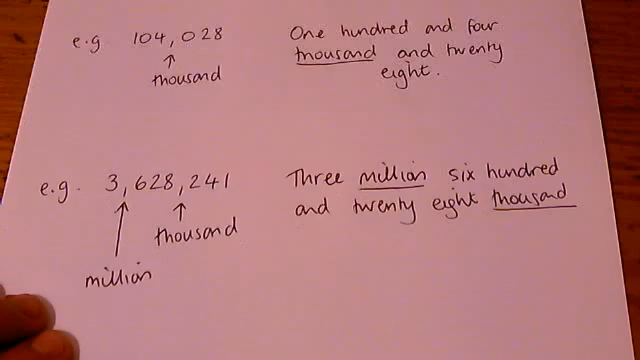 e.g 104,028
thousand
One hundred and four
thousand and twenty
eight.
e.g. 3,628,241
thousand
million
Three million six hundred
and twenty eight thousand